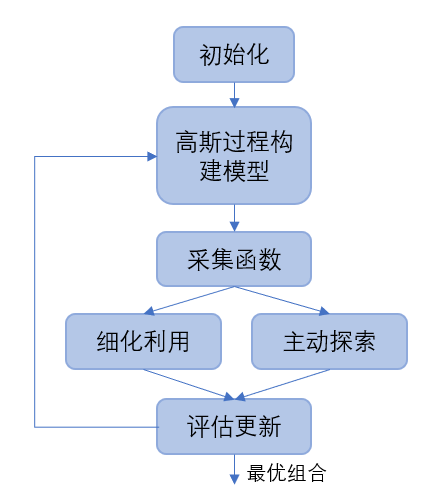 初始化
高斯过程构
建模型
采集函数
细化利用
主动探索
评估更新
最优组合